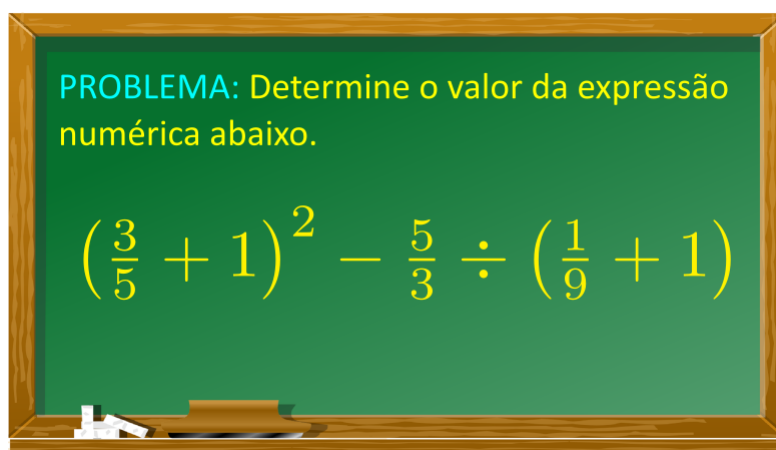 PROBLEMA: Determine o valor da expressão
numérica abaixo.
(3/5 + 1)² − 5/3 ÷ (1/9 + 1)